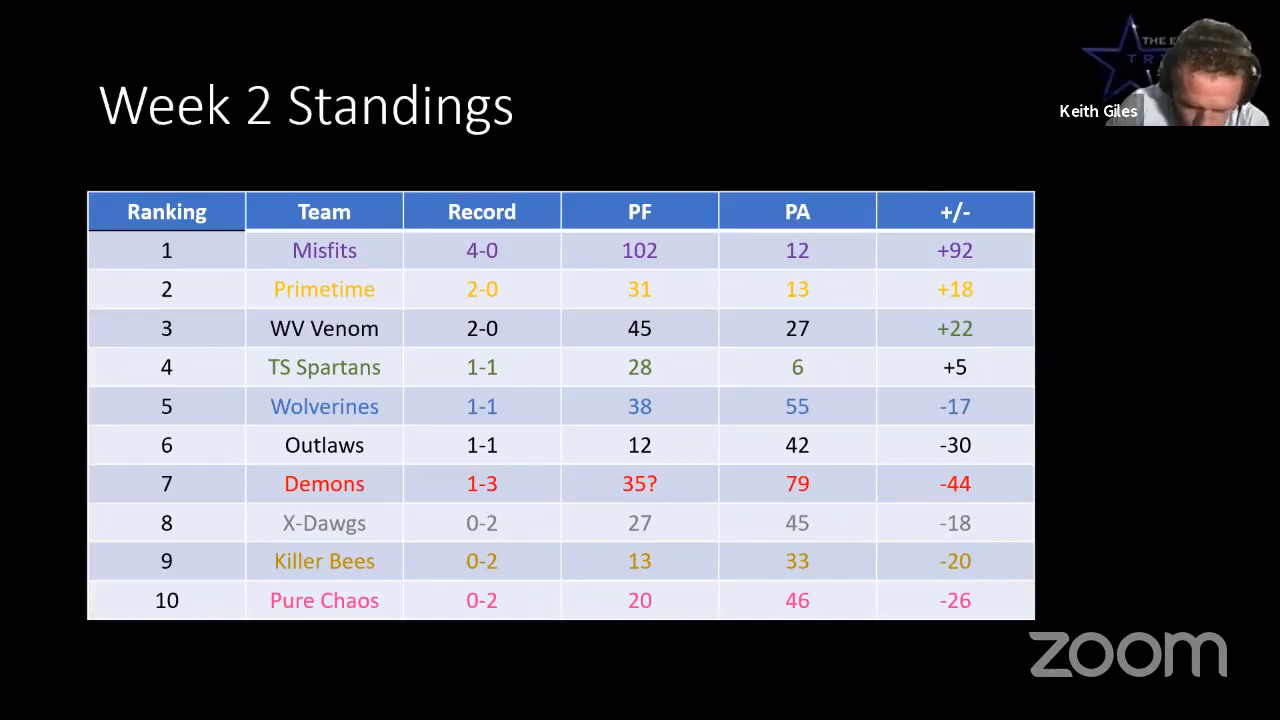 THE E
TR
Keith Giles
Week 2 Standings
Ranking Team Record PF PA +/-
1 Misfits 4-0 102 12 +92
2 Primetime 2-0 31 13 +18
3 WV Venom 2-0 45 27 +22
4 TS Spartans 1-1 28 6 +5
5 Wolverines 1-1 38 55 -17
6 Outlaws 1-1 12 42 -30
7 Demons 1-3 35? 79 -44
8 X-Dawgs 0-2 27 45 -18
9 Killer Bees 0-2 13 33 -20
10 Pure Chaos 0-2 20 46 -26
zoom